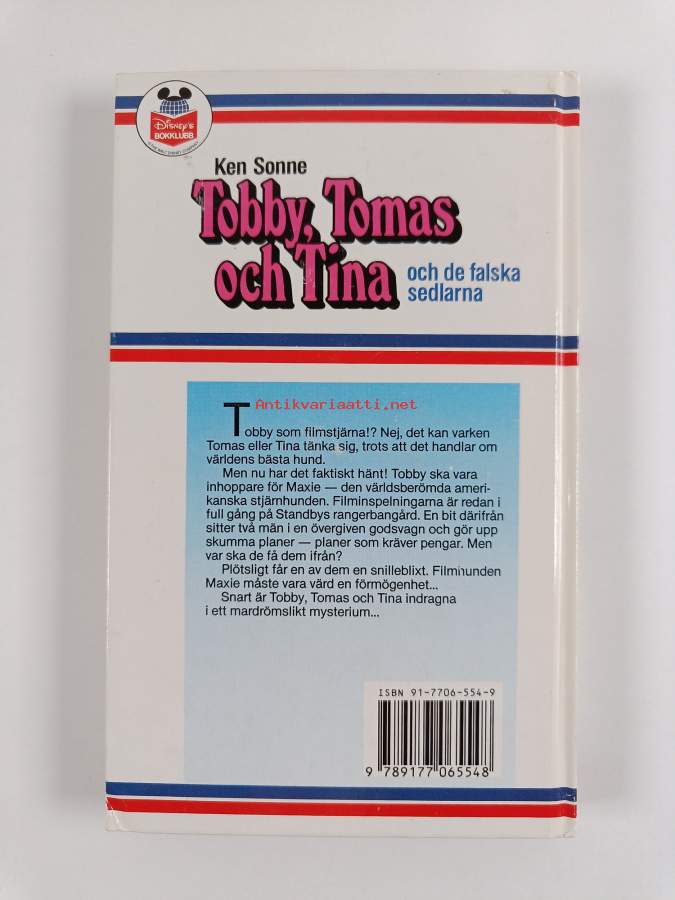 Disney's
BOKKLUBB
© THE WALT DISNEY COMPANY
Ken Sonne
Tobby, Tomas
och Tina
och de falska
sedlarna
Antikvariaatti.net
Tobby som filmstjärna!? Nej, det kan varken
Tomas eller Tina tänka sig, trots att det handlar om
världens bästa hund.
Men nu har det faktiskt hänt! Tobby ska vara
inhoppare för Maxie — den världsberömda ameri-
kanska stjärnhunden. Filminspelningarna är redan i
full gång på Standbys rangerbangård. En bit därifrån
sitter två män i en övergiven godsvagn och gör upp
skumma planer — planer som kräver pengar. Men
var ska de få dem ifrån?
Plötsligt får en av dem en snilleblixt. Filmhunden
Maxie måste vara värd en förmögenhet...
Snart är Tobby, Tomas och Tina indragna
i ett mardrömslikt mysterium...
ISBN 91-7706-554-9
9 789177 065548